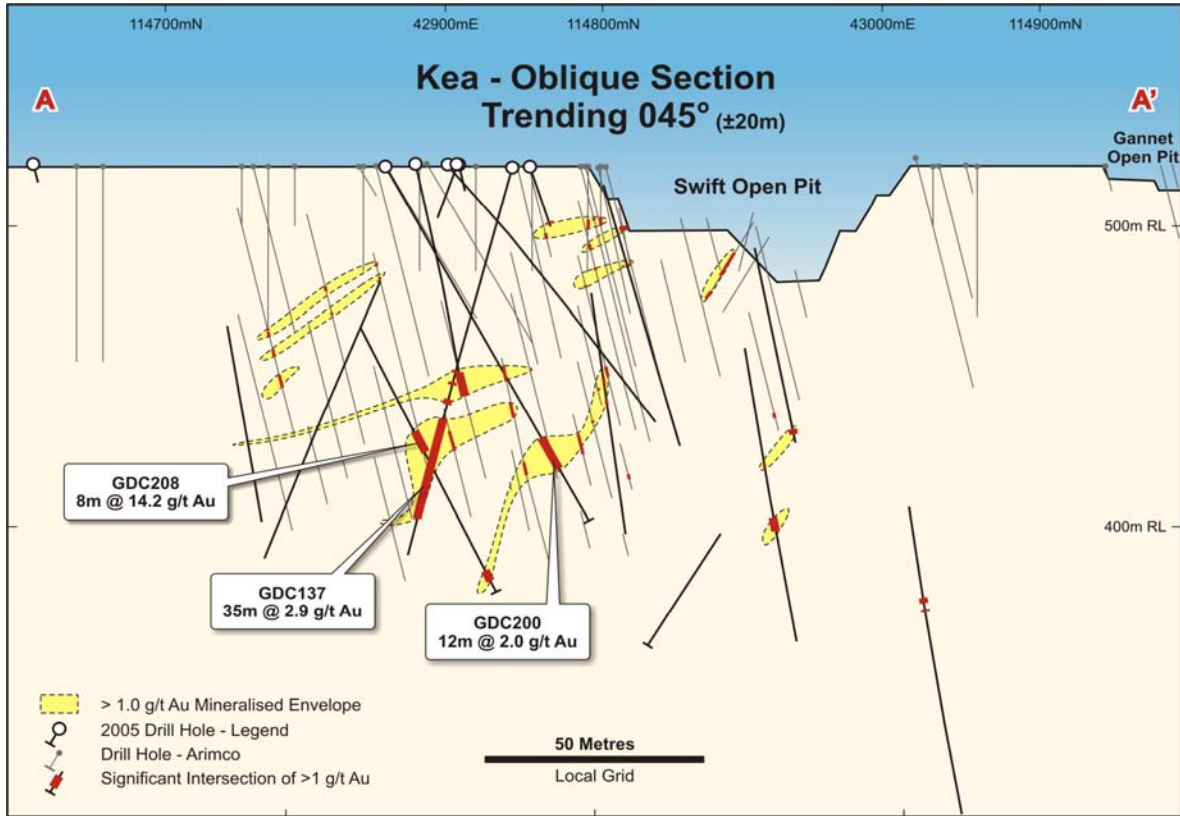 114700mN
42900mE
114800mN
43000mE
114900mN
Kea - Oblique Section
Trending 045° (±20m)
A
A'
Gannet
Open Pit
Swift Open Pit
500m RL
400m RL
GDC208
8m @ 14.2 g/t Au
GDC137
35m @ 2.9 g/t Au
GDC200
12m @ 2.0 g/t Au
> 1.0 g/t Au Mineralised Envelope
2005 Drill Hole - Legend
Drill Hole - Arimco
Significant Intersection of >1 g/t Au
50 Metres
Local Grid